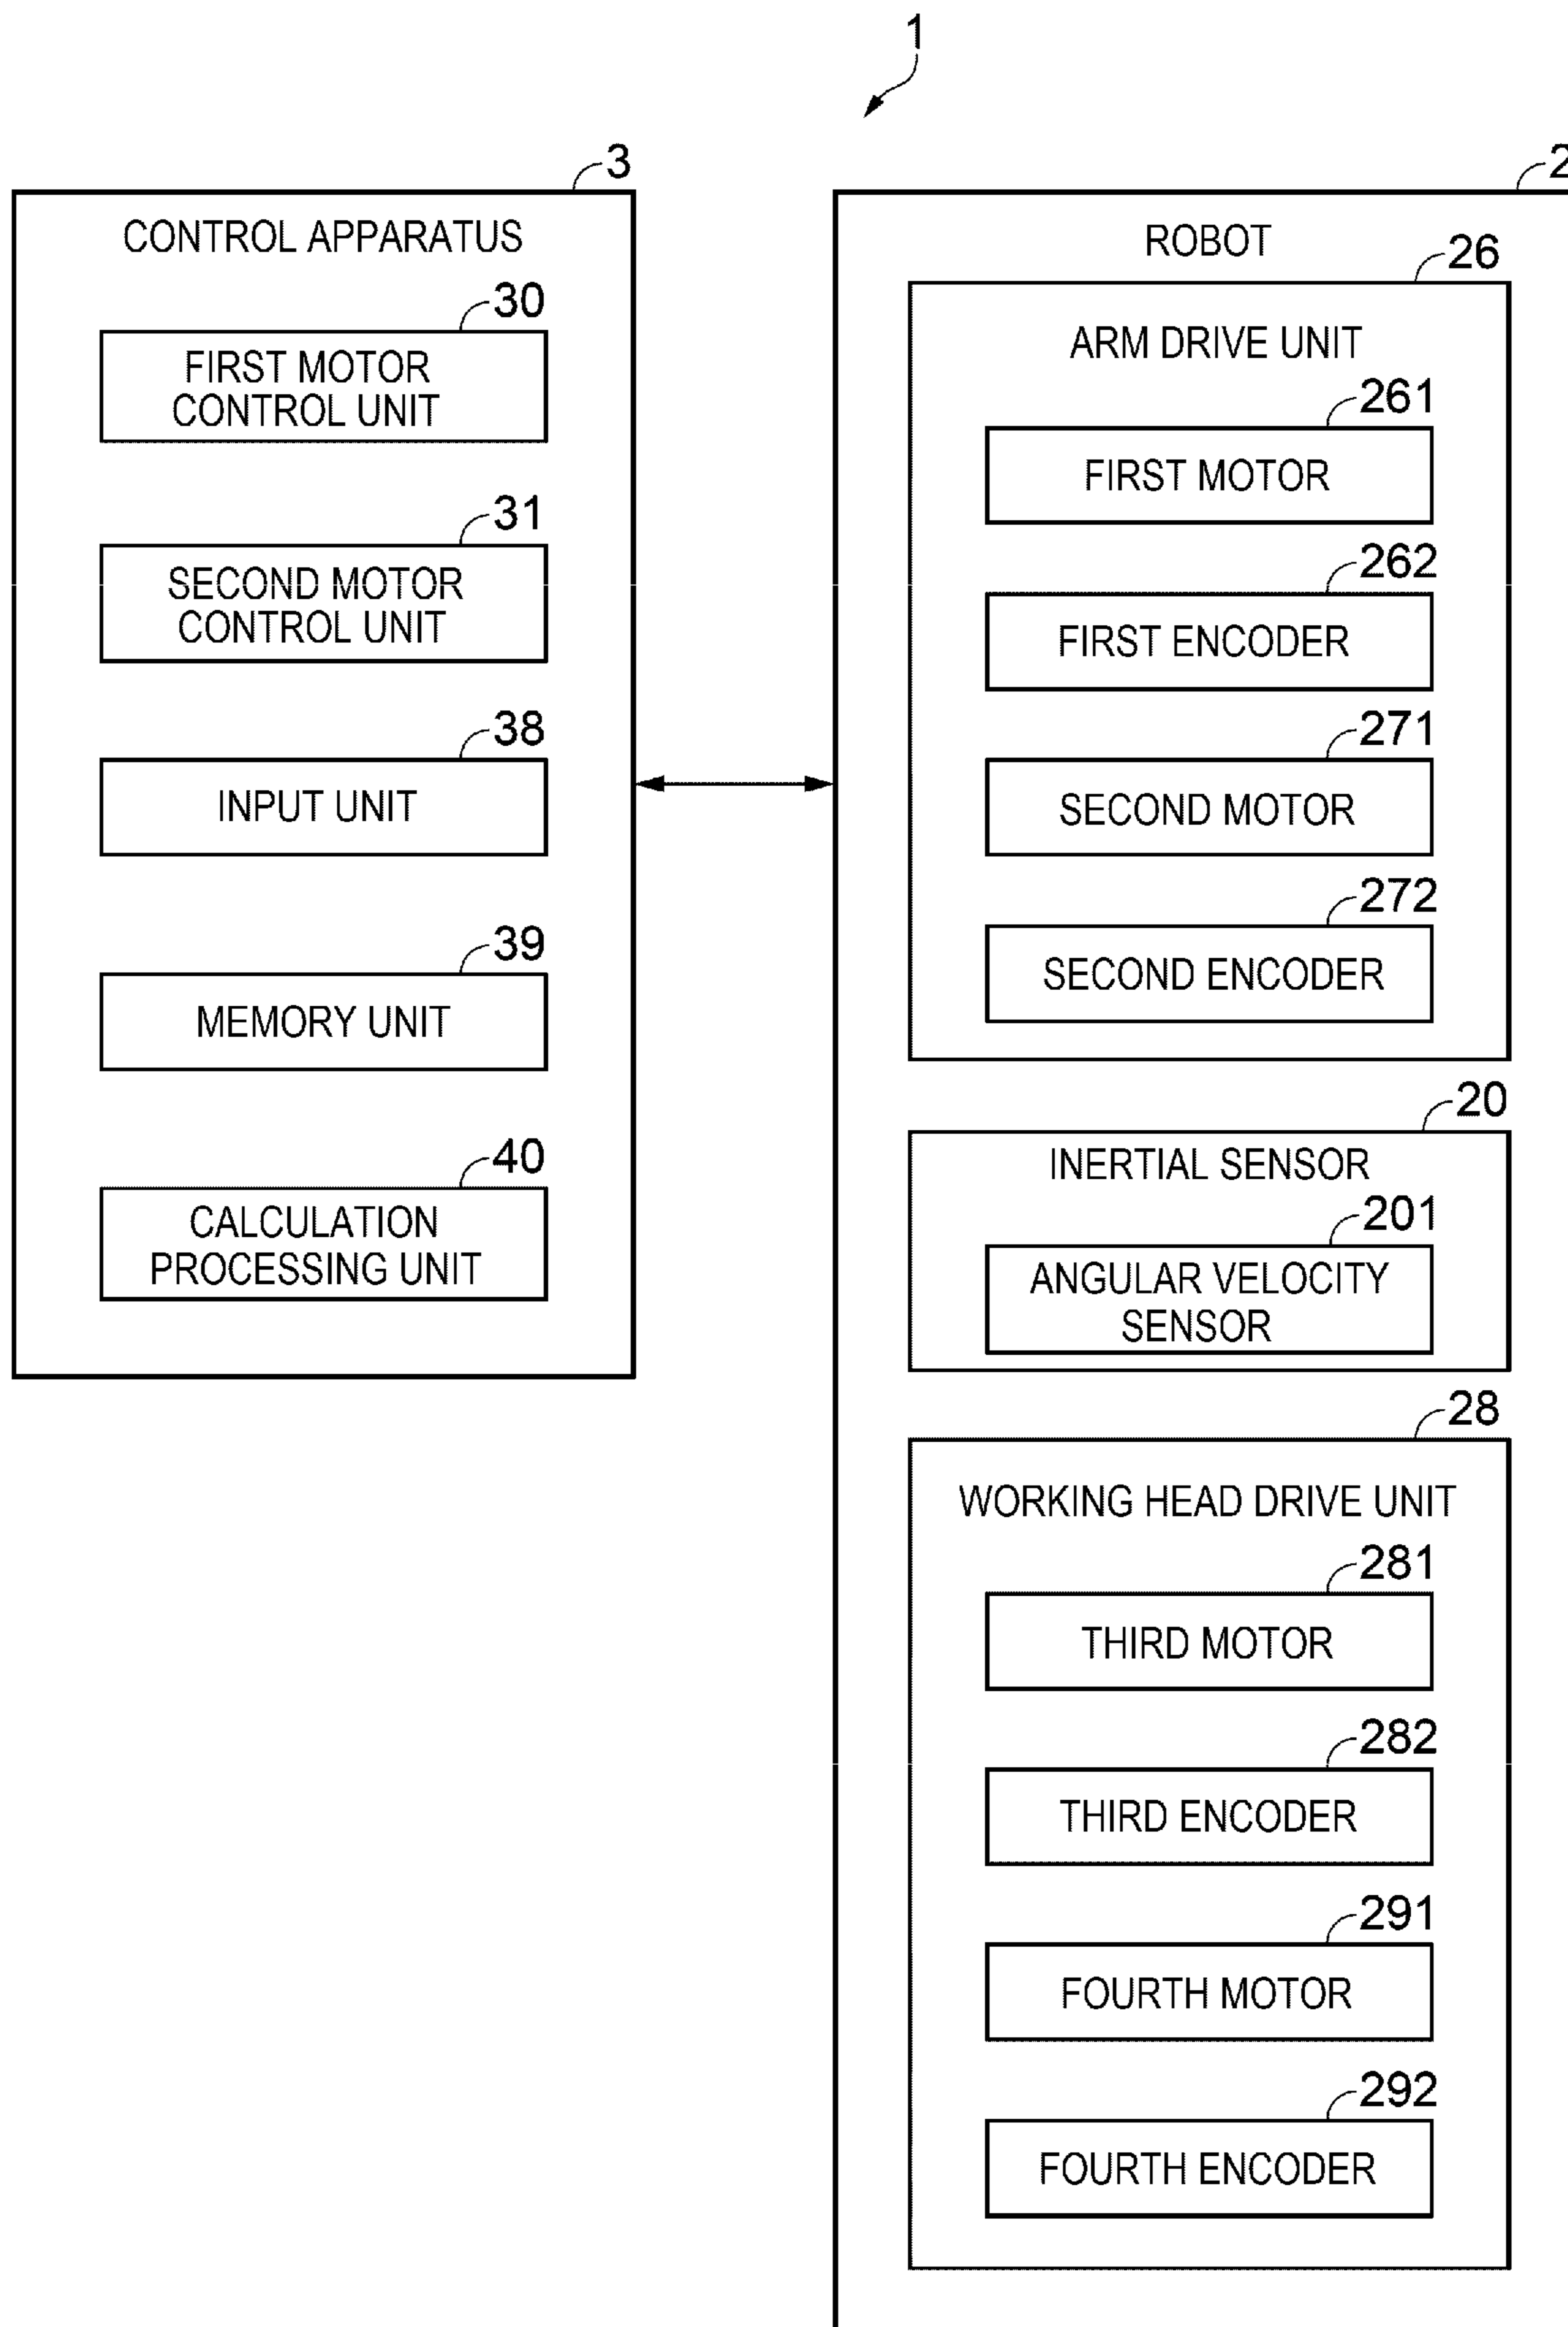 1
3
CONTROL APPARATUS
30
FIRST MOTOR
CONTROL UNIT
31
SECOND MOTOR
CONTROL UNIT
38
INPUT UNIT
39
MEMORY UNIT
40
CALCULATION
PROCESSING UNIT
2
ROBOT
26
ARM DRIVE UNIT
261
FIRST MOTOR
262
FIRST ENCODER
271
SECOND MOTOR
272
SECOND ENCODER
20
INERTIAL SENSOR
201
ANGULAR VELOCITY
SENSOR
28
WORKING HEAD DRIVE UNIT
281
THIRD MOTOR
282
THIRD ENCODER
291
FOURTH MOTOR
292
FOURTH ENCODER